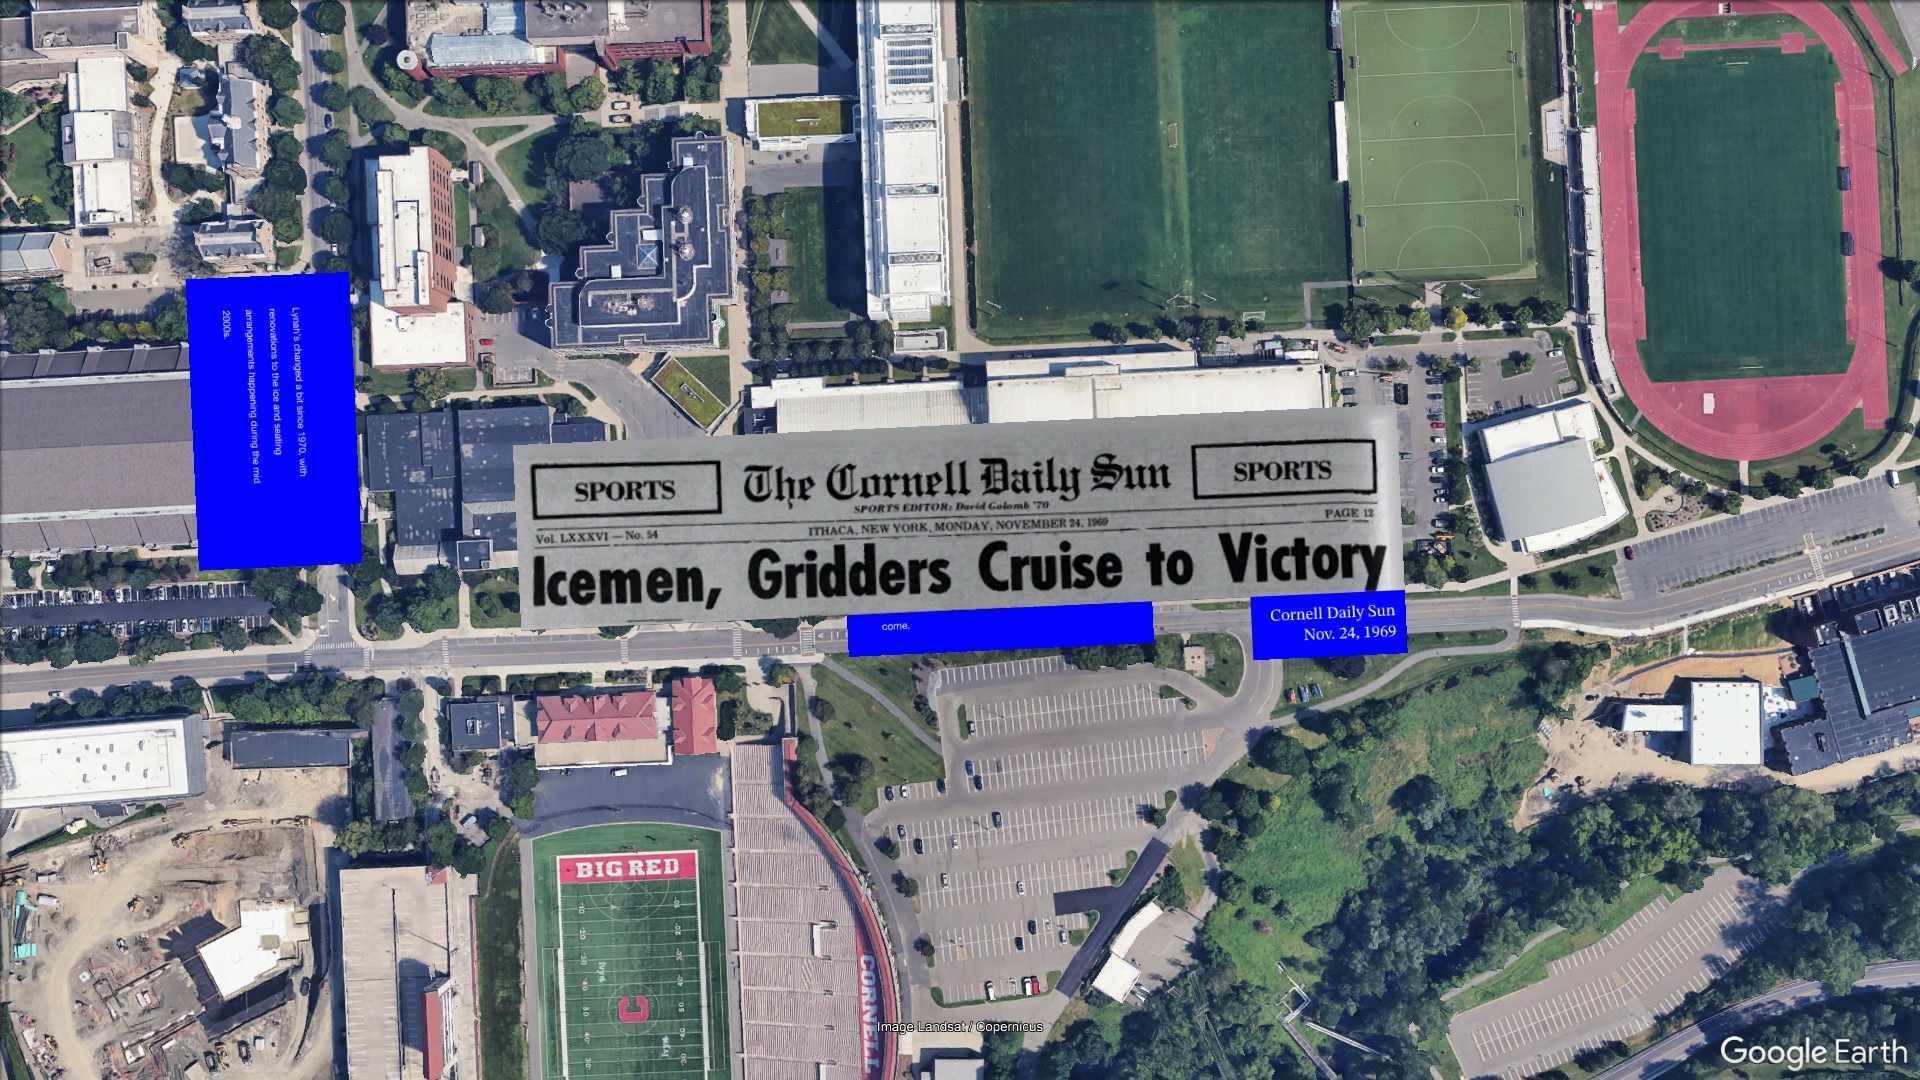 Lynah's changed a bit since 1970, with
renovations to the ice and seating
arrangements happening during the mid
2000s.
SPORTS
The Cornell Daily Sun
SPORTS
SPORTS EDITOR: David Golomb '70
Vol. LXXXVI — No. 54
ITHACA, NEW YORK, MONDAY, NOVEMBER 24, 1969
PAGE 12
Icemen, Gridders Cruise to Victory
come.
Cornell Daily Sun
Nov. 24, 1969
BIG RED
C
CORNELL
Image Landsat / Copernicus
Google Earth